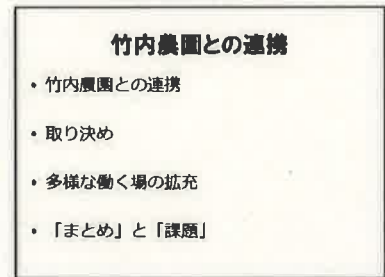 竹内農園との連携
• 竹内農園との連携
• 取り決め
• 多様な働く場の拡充
• 「まとめ」と「課題」